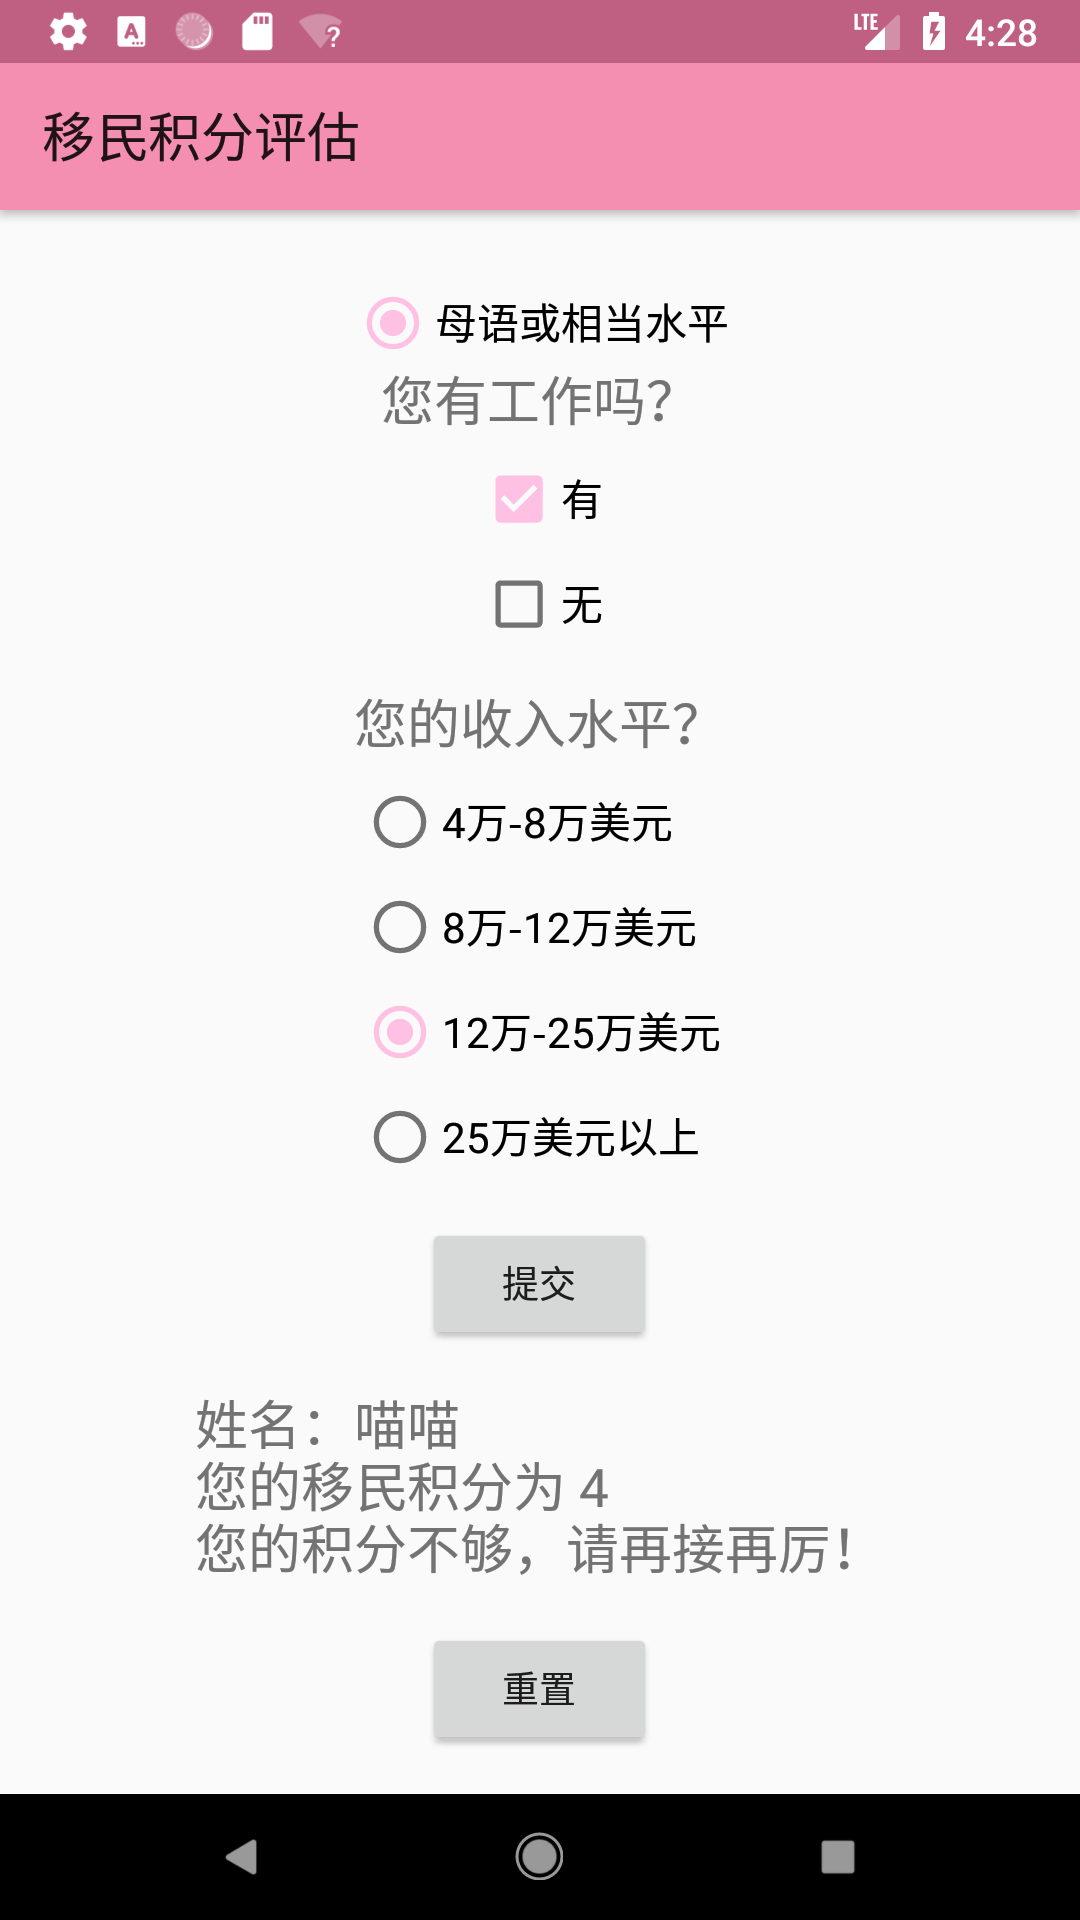 LTE 4:28
移民积分评估
母语或相当水平
您有工作吗?
有
无
您的收入水平?
4万-8万美元
8万-12万美元
12万-25万美元
25万美元以上
提交
姓名：喵喵
您的移民积分为 4
您的积分不够，请再接再厉！
重置